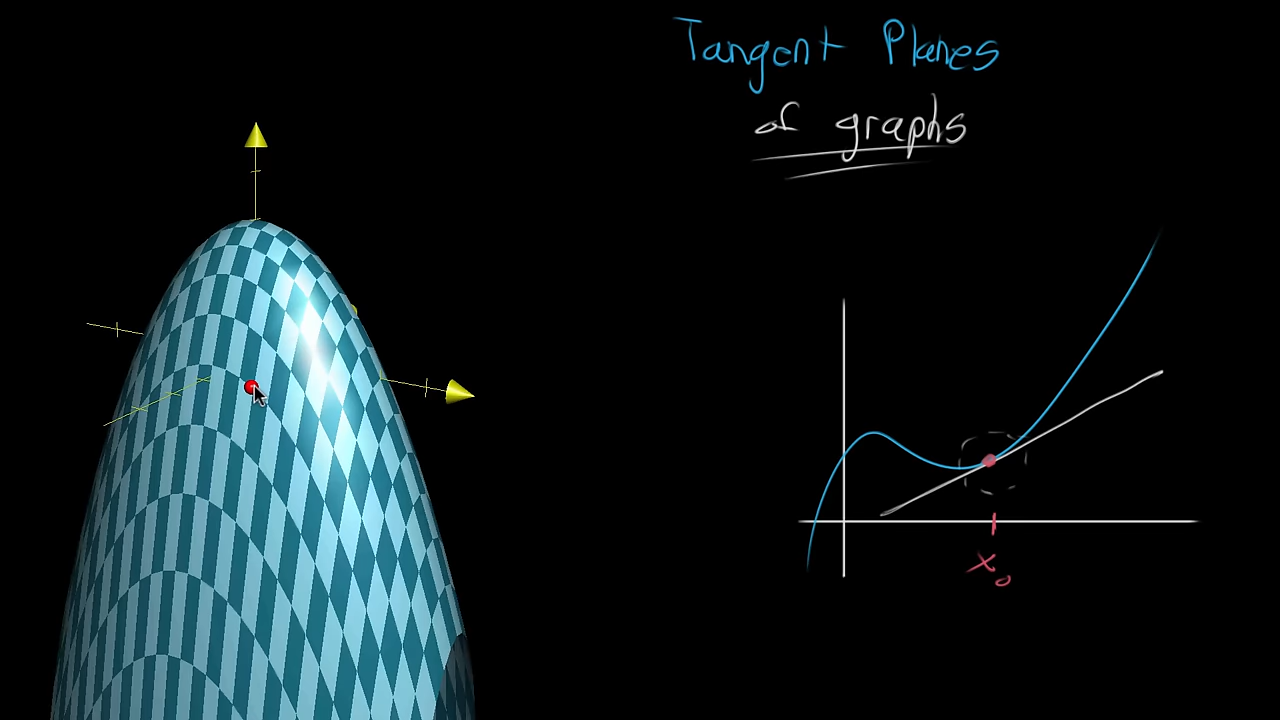 Tangent Planes
of graphs
x₀